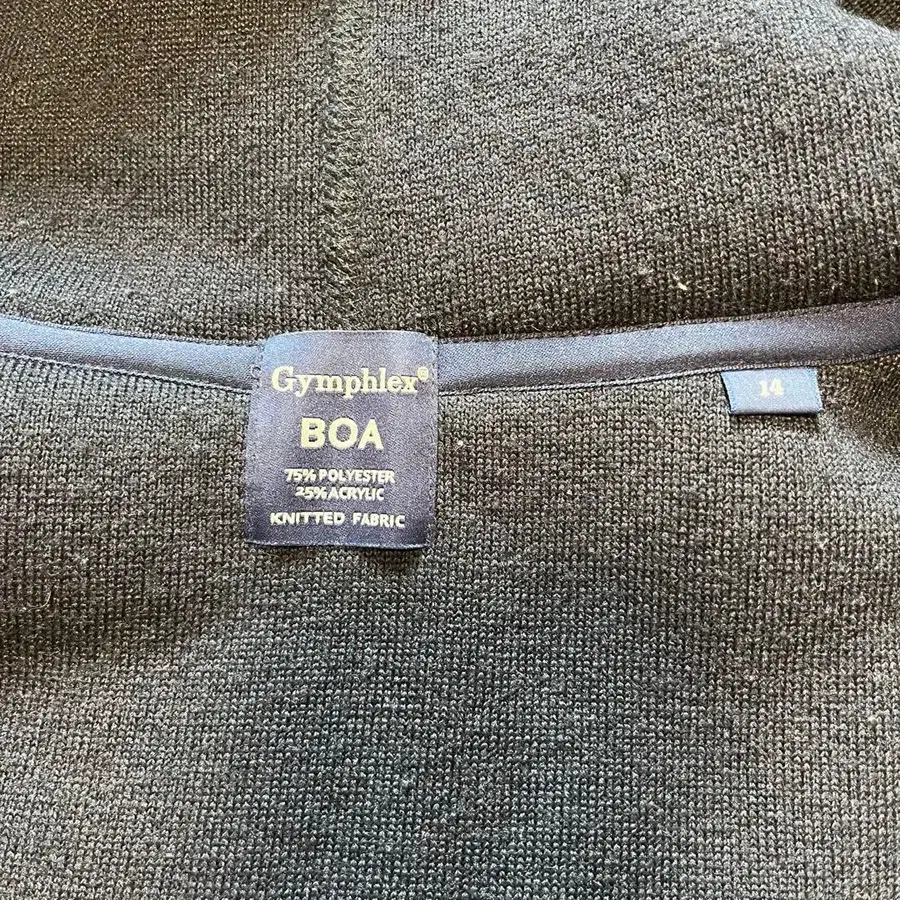 Gymphlex®
BOA
75% POLYESTER
25% ACRYLIC
KNITTED FABRIC
14